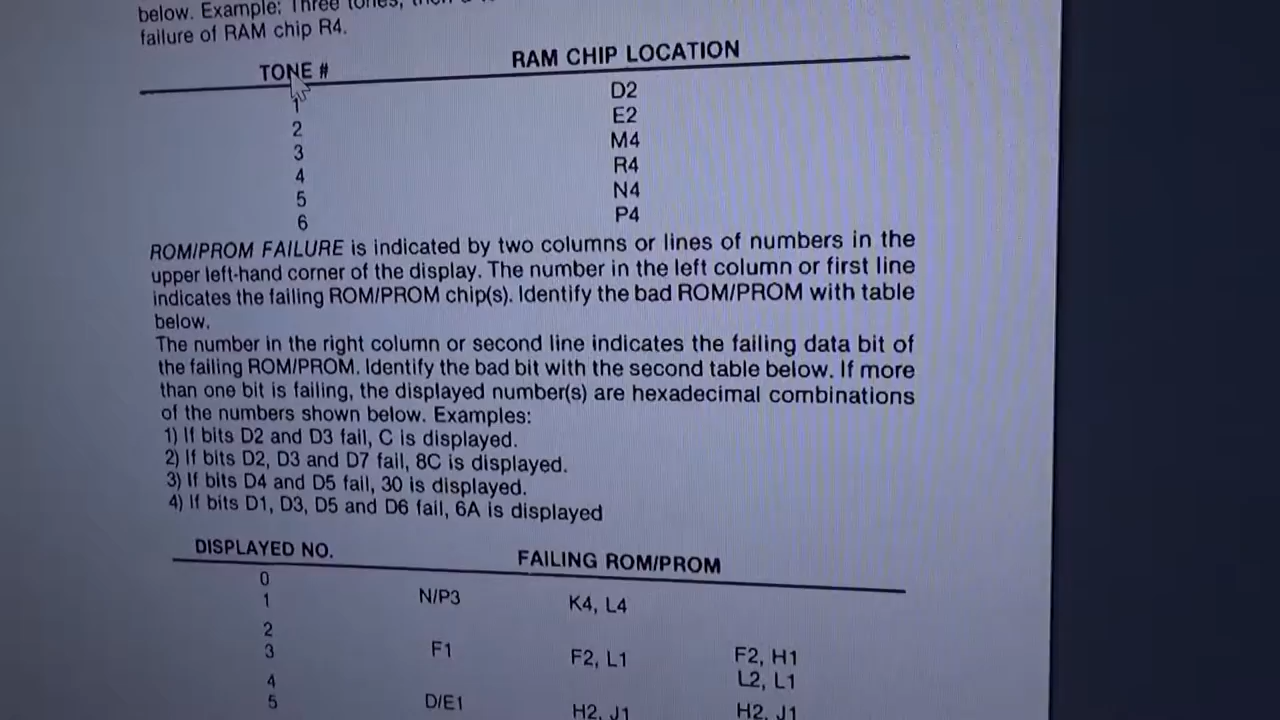 below. Example: Three tones,
failure of RAM chip R4.
TONE # RAM CHIP LOCATION
1 D2
2 E2
3 M4
4 R4
5 N4
6 P4
ROM/PROM FAILURE is indicated by two columns or lines of numbers in the
upper left-hand corner of the display. The number in the left column or first line
indicates the failing ROM/PROM chip(s). Identify the bad ROM/PROM with table
below.
The number in the right column or second line indicates the failing data bit of
the failing ROM/PROM. Identify the bad bit with the second table below. If more
than one bit is failing, the displayed number(s) are hexadecimal combinations
of the numbers shown below. Examples:
1) If bits D2 and D3 fail, C is displayed.
2) If bits D2, D3 and D7 fail, 8C is displayed.
3) If bits D4 and D5 fail, 30 is displayed.
4) If bits D1, D3, D5 and D6 fail, 6A is displayed
DISPLAYED NO. FAILING ROM/PROM
0
1 N/P3 K4, L4
2
3 F1 F2, L1 F2, H1
4 L2, L1
5 D/E1 H2, J1 H2, J1